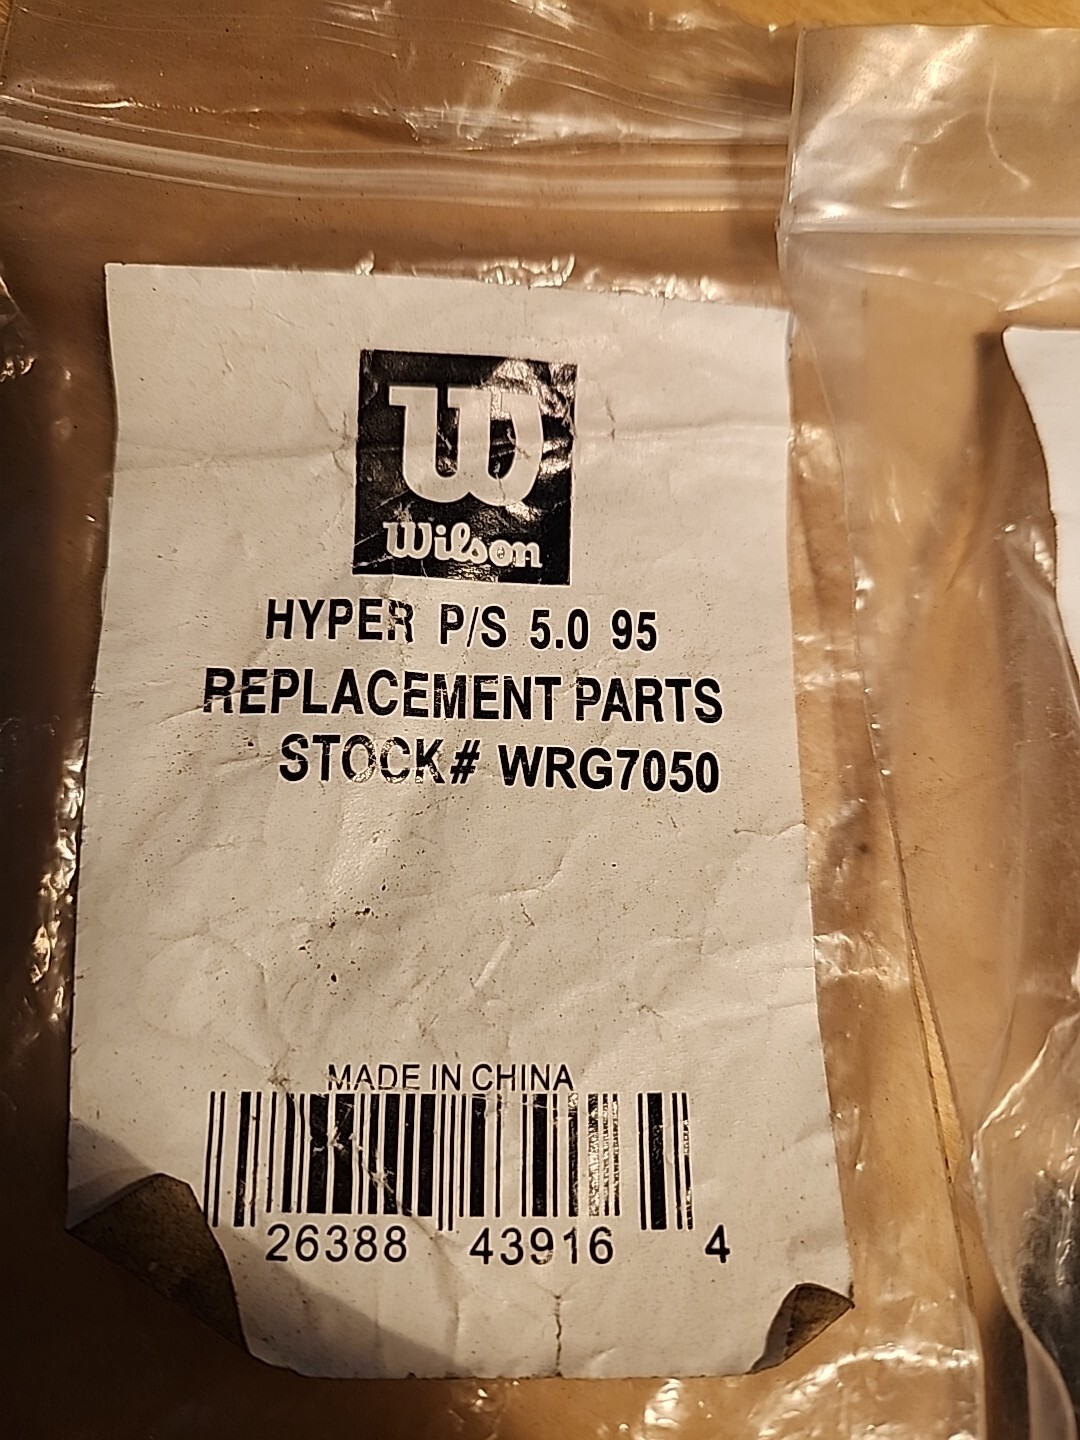 W
Wilson
HYPER P/S 5.0 95
REPLACEMENT PARTS
STOCK# WRG7050
MADE IN CHINA
26388 43916 4